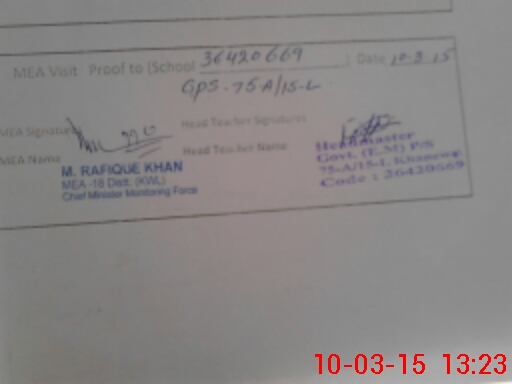 MEA Visit Proof to (School 36420669 ) Date 10-3-15
GPS-75-A/15-L
MEA Signature
Head Teacher Signatures
MEA Name
Head Teacher Name
M. RAFIQUE KHAN
MEA -18 Distt. (KWL)
Chief Minister Monitoring Force
Headmaster
Govt. (E.M) P/S
75-A/15-L Khanewal
Code : 36420669
10-03-15 13:23